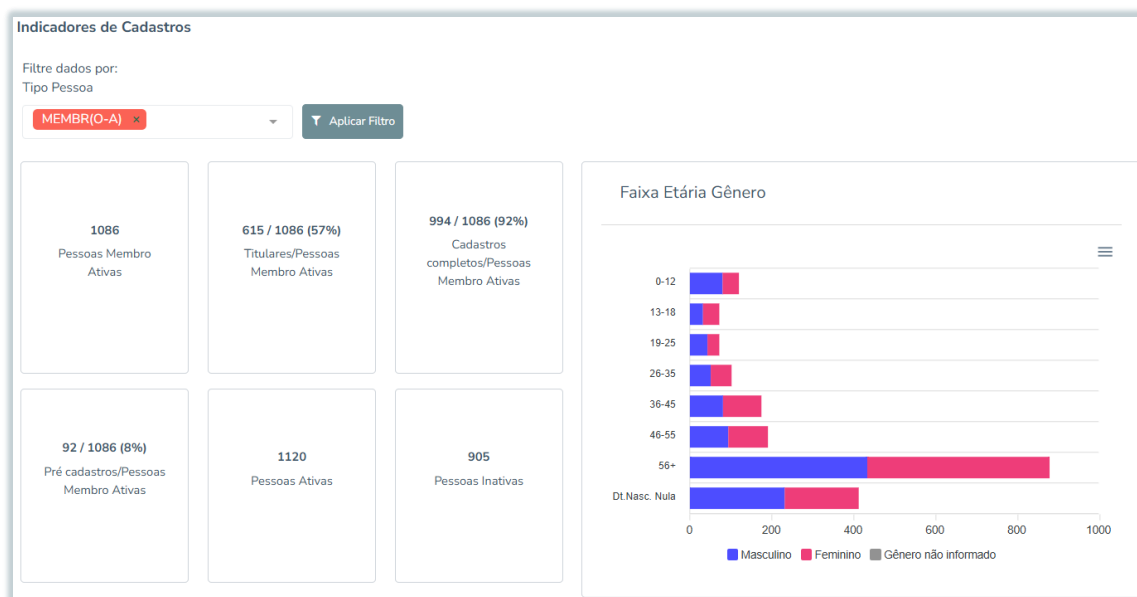 Indicadores de Cadastros
Filtre dados por:
Tipo Pessoa
MEMBR(O-A) ×
Aplicar Filtro
1086
Pessoas Membro
Ativas
615 / 1086 (57%)
Titulares/Pessoas
Membro Ativas
994 / 1086 (92%)
Cadastros
completos/Pessoas
Membro Ativas
92 / 1086 (8%)
Pré cadastros/Pessoas
Membro Ativas
1120
Pessoas Ativas
905
Pessoas Inativas
Faixa Etária Gênero
0-12
13-18
19-25
26-35
36-45
46-55
56+
Dt.Nasc. Nula
0 200 400 600 800 1000
Masculino Feminino Gênero não informado